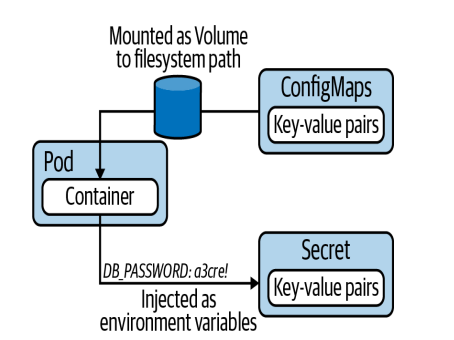 Mounted as Volume
to filesystem path
ConfigMaps
Key-value pairs
Pod
Container
DB_PASSWORD: a3cre!
Injected as
environment variables
Secret
Key-value pairs